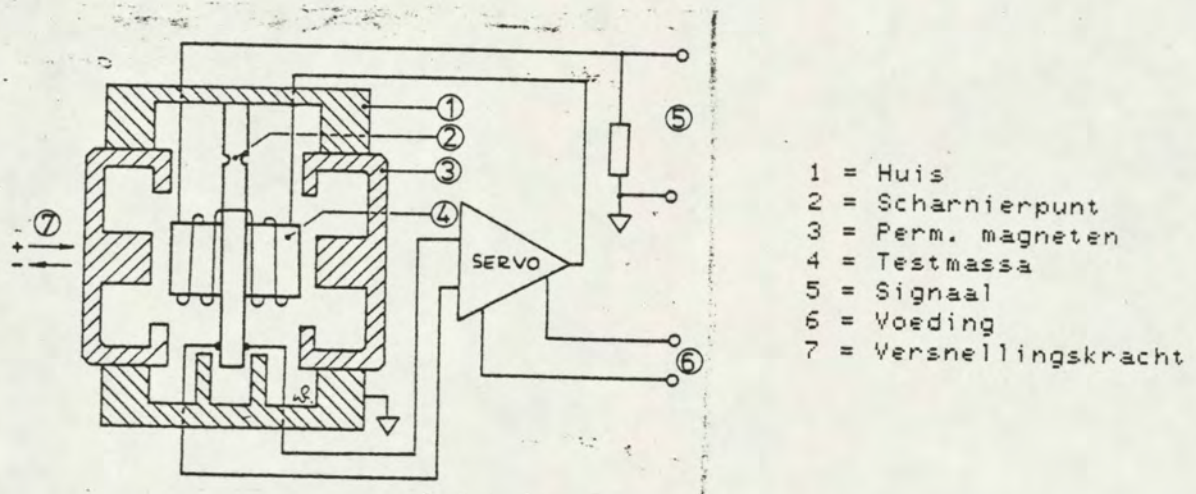 ①
②
③
④
⑤
⑥
⑦
+
-
SERVO
1 = Huis
2 = Scharnierpunt
3 = Perm. magneten
4 = Testmassa
5 = Signaal
6 = Voeding
7 = Versnellingskracht